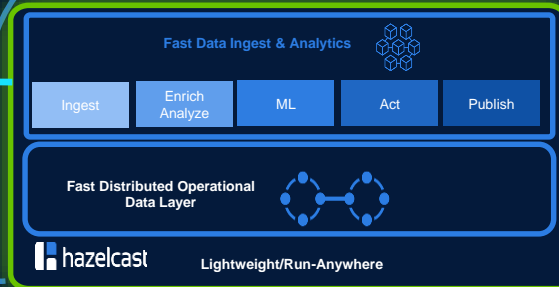 Fast Data Ingest & Analytics
Ingest
Enrich
Analyze
ML
Act
Publish
Fast Distributed Operational
Data Layer
hazelcast
Lightweight/Run-Anywhere